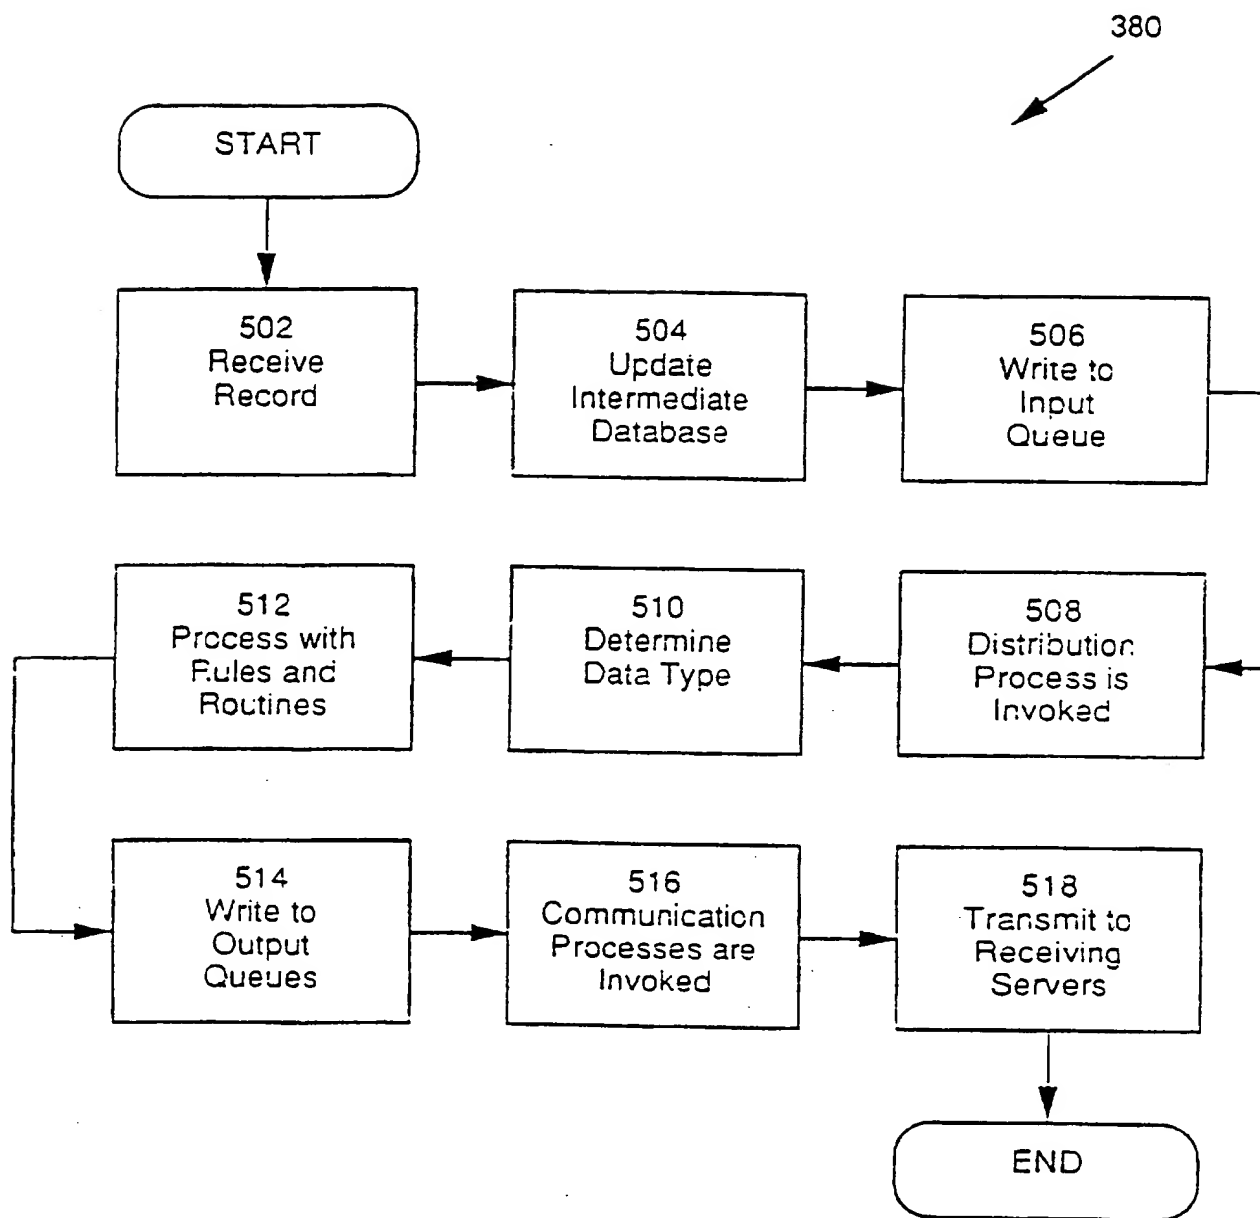 380
START
502
Receive
Record
504
Update
Intermediate
Database
506
Write to
Input
Queue
512
Process with
Rules and
Routines
510
Determine
Data Type
508
Distribution
Process is
Invoked
514
Write to
Output
Queues
516
Communication
Processes are
Invoked
518
Transmit to
Receiving
Servers
END